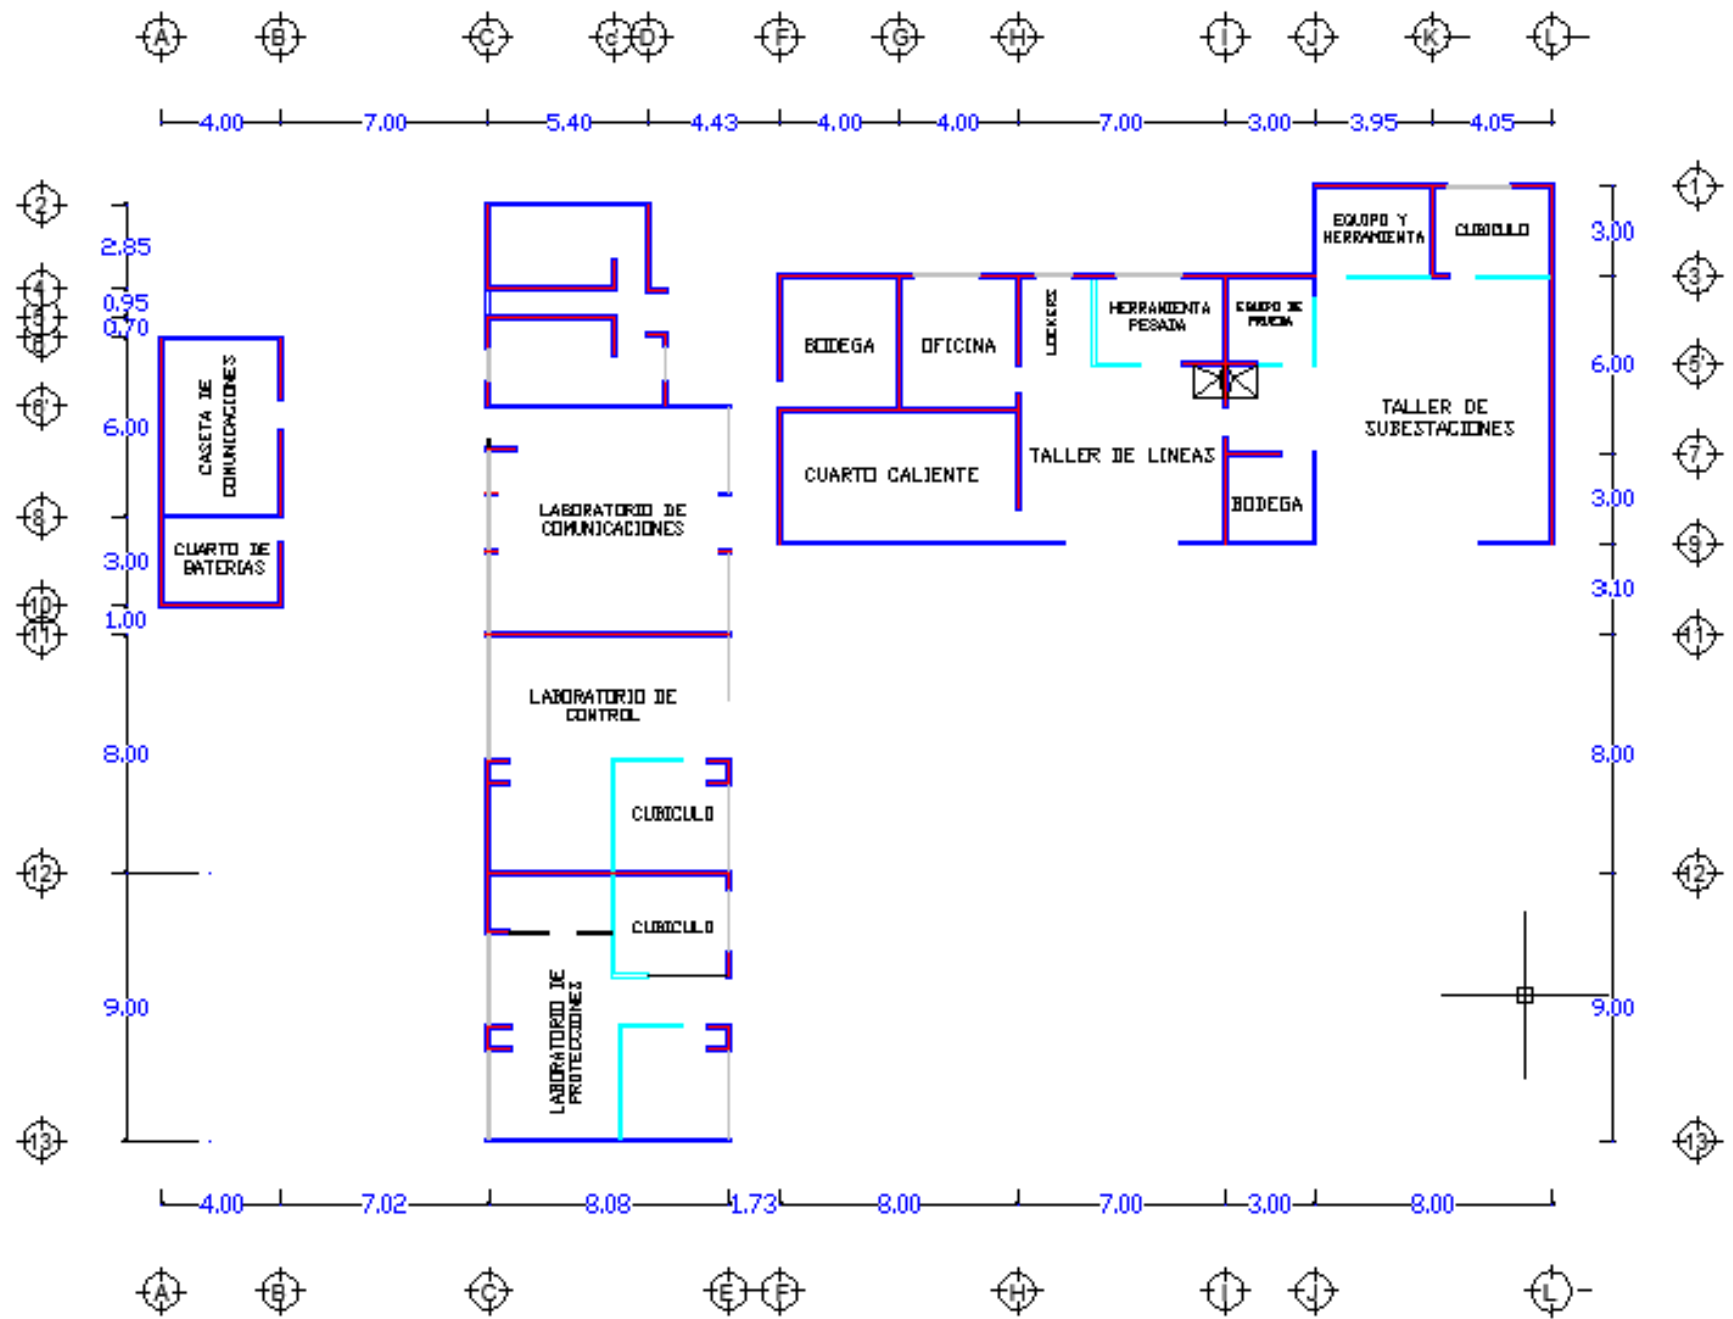 A B C c' D F G H I J K L
4.00 7.00 5.40 4.43 4.00 4.00 7.00 3.00 3.95 4.05
2
4
5
6
6'
8
10
11
12
13
2.85
0.95
0.70
6.00
3.00
1.00
8.00
9.00
CASETA DE
COMUNICACIONES
CUARTO DE
BATERIAS
LABORATORIO DE
COMUNICACIONES
LABORATORIO DE
CONTROL
CUBICULO
CUBICULO
LABORATORIO DE
PROTECCIONES
BODEGA
OFICINA
LOCKERS
HERRAMIENTA
PESADA
EQUIPO DE
PRUEBA
EQUIPO Y
HERRAMIENTA
CUBICULO
CUARTO CALIENTE
TALLER DE LINEAS
BODEGA
TALLER DE
SUBESTACIONES
3.00
6.00
3.00
3.10
8.00
9.00
1
3
5'
7
9
11
12
13
4.00 7.02 8.08 1.73 8.00 7.00 3.00 8.00
A B C E F H I J L